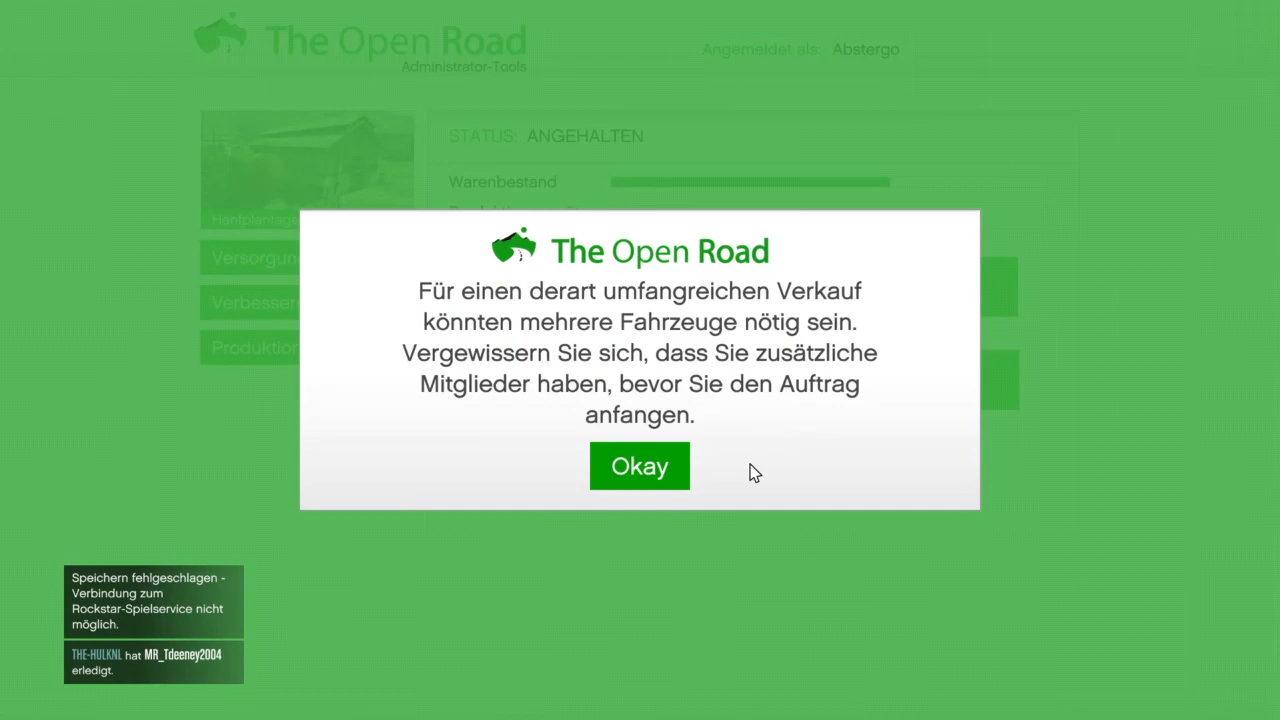 The Open Road
Administrator-Tools
Angemeldet als: Abstergo
STATUS: ANGEHALTEN
Warenbestand
Hanfplantage
Versorgun
Verbesser
Produktion
The Open Road
Für einen derart umfangreichen Verkauf
könnten mehrere Fahrzeuge nötig sein.
Vergewissern Sie sich, dass Sie zusätzliche
Mitglieder haben, bevor Sie den Auftrag
anfangen.
Okay
Speichern fehlgeschlagen -
Verbindung zum
Rockstar-Spielservice nicht
möglich.
THE-HULKNL hat MR_Tdeeney2004
erledigt.